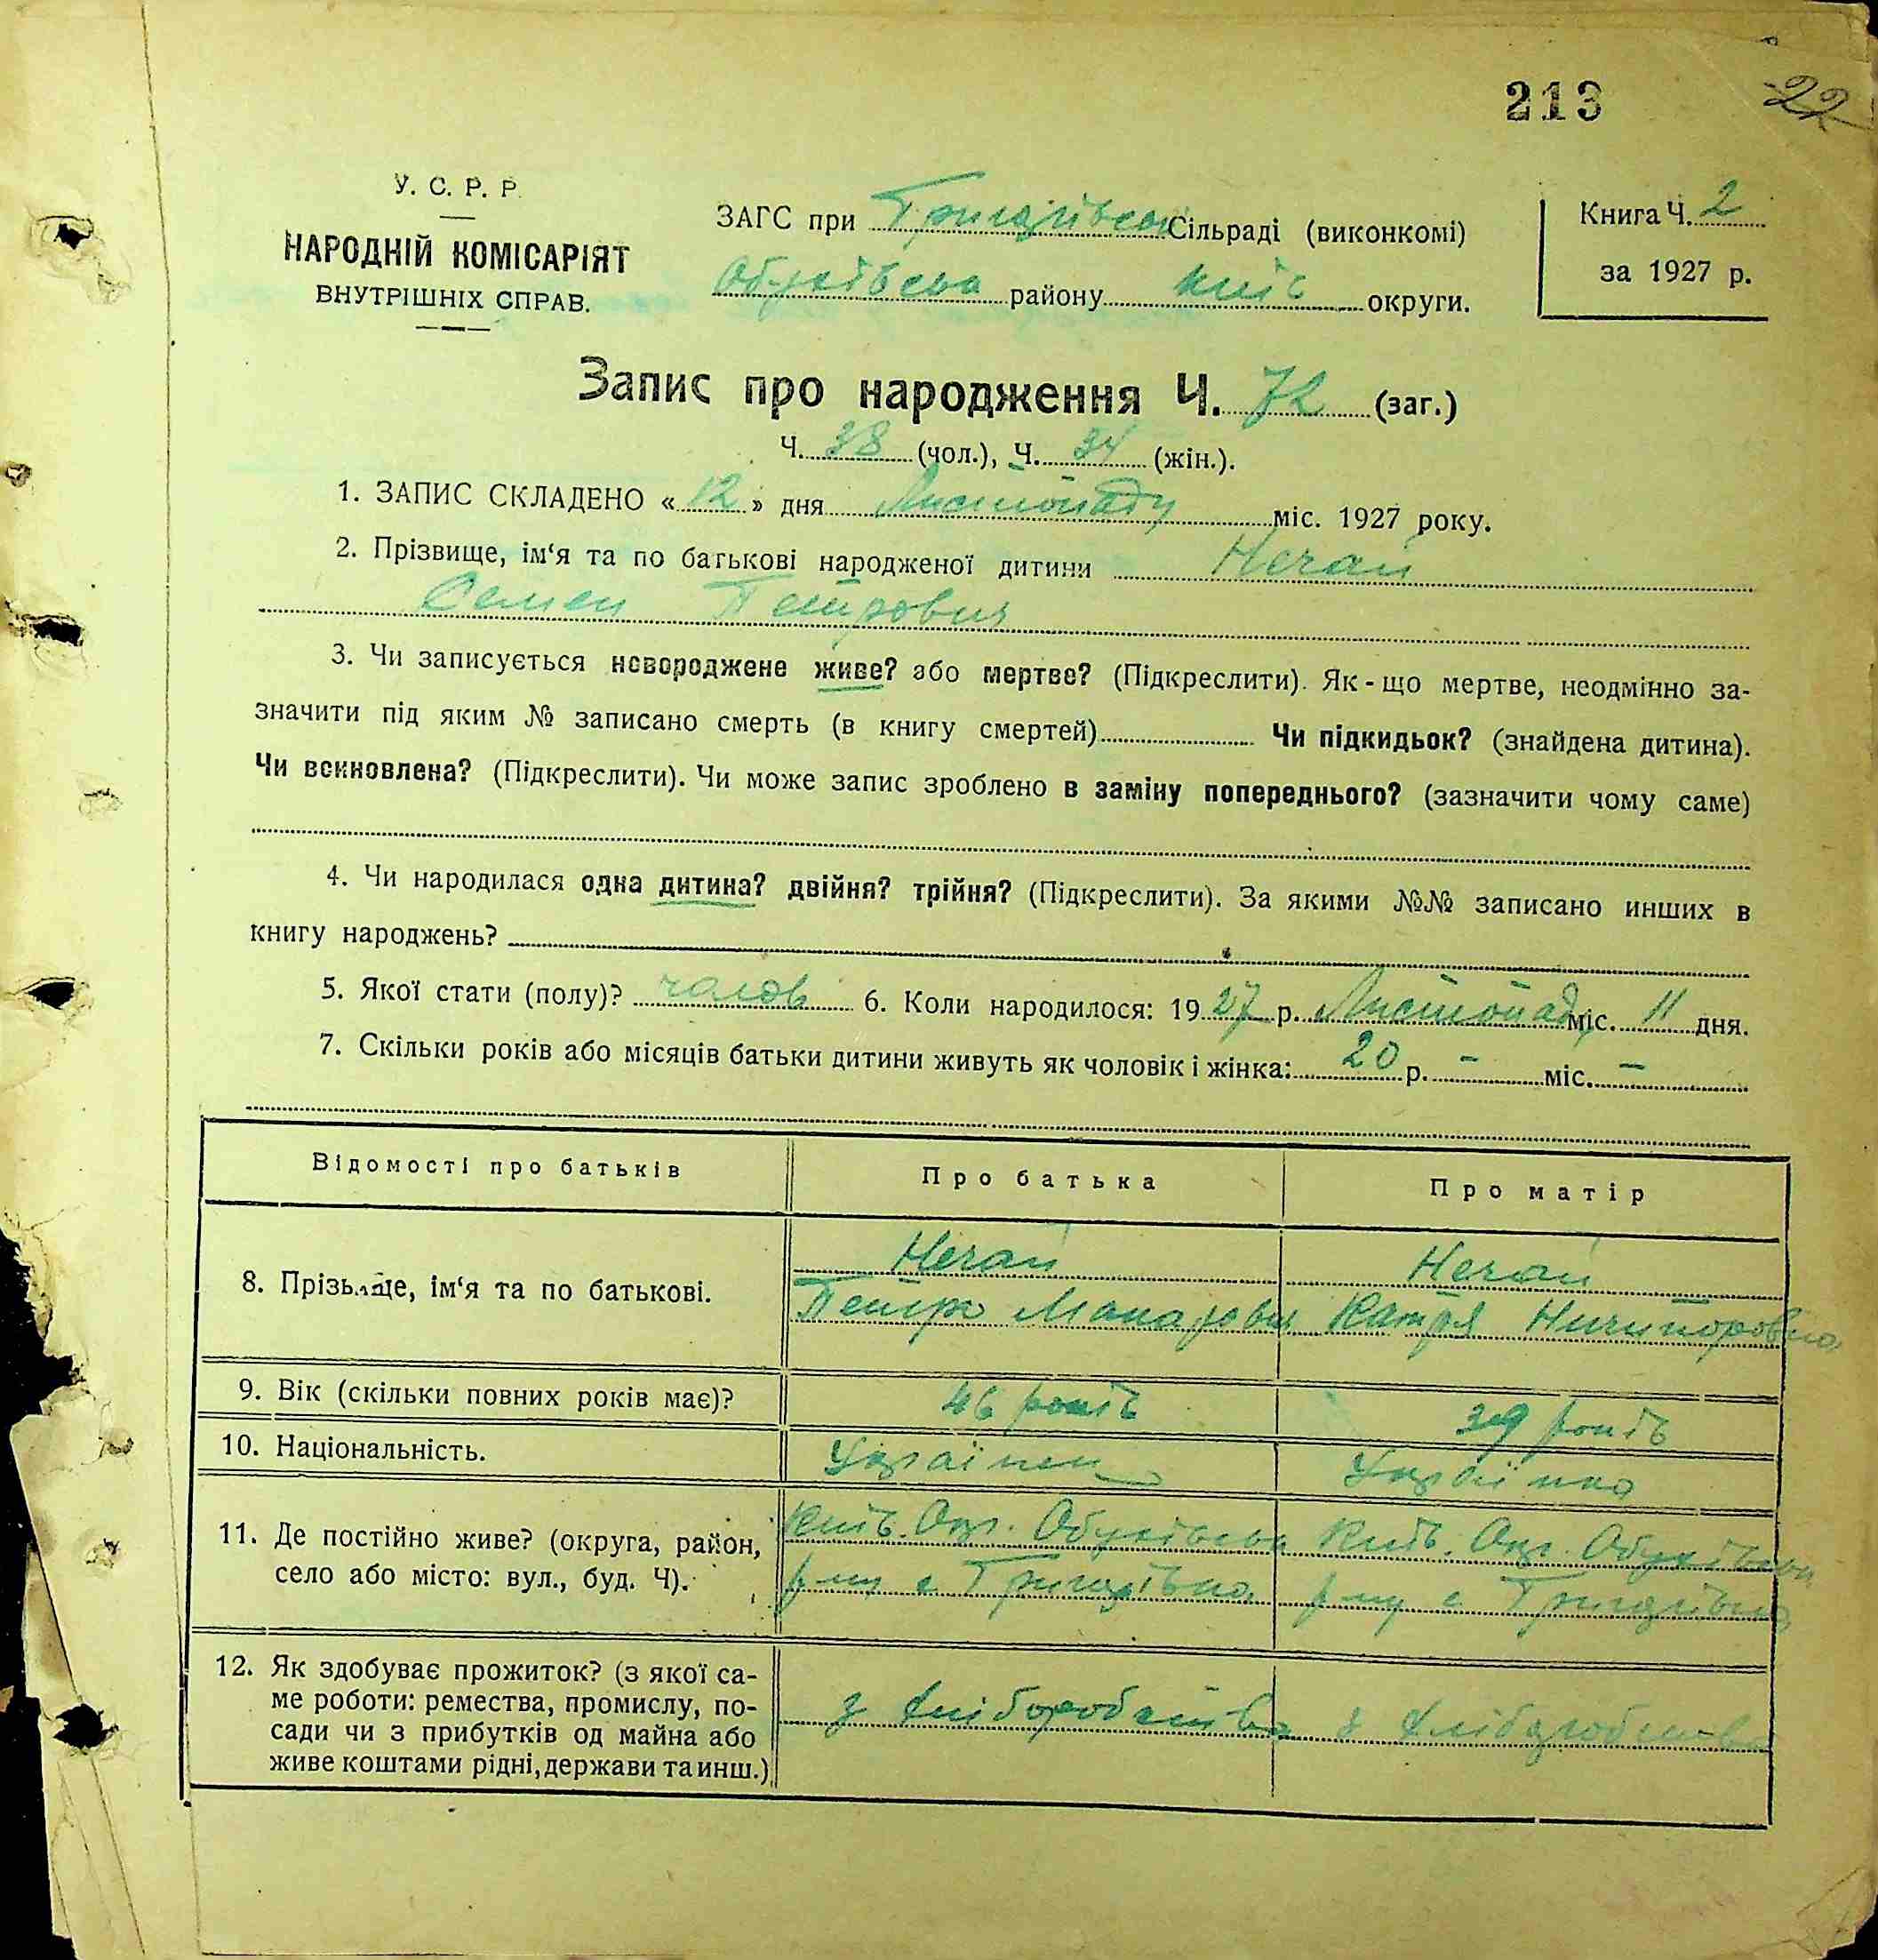 213
22
У. С. Р. Р.
НАРОДНІЙ КОМІСАРІЯТ
ВНУТРІШНІХ СПРАВ.
ЗАГС при Григорівськ Сільраді (виконкомі)
Обухівськ району Київ округи.
Книга Ч. 2
за 1927 р.
Запис про народження Ч. 72 (заг.)
Ч. 38 (чол.), Ч. 34 (жін.).
1. ЗАПИС СКЛАДЕНО « 12 » дня Листопаду міс. 1927 року.
2. Прізвище, ім‘я та по батькові народженої дитини Нечай
Семен Петрович
3. Чи записується новороджене живе? або мертве? (Підкреслити). Як-що мертве, неодмінно за-
значити під яким № записано смерть (в книгу смертей) Чи підкидьок? (знайдена дитина).
Чи всиновлена? (Підкреслити). Чи може запис зроблено в заміну попереднього? (зазначити чому саме)
4. Чи народилася одна дитина? двійня? трійня? (Підкреслити). За якими №№ записано инших в
книгу народжень?
5. Якої стати (полу)? чолов 6. Коли народилося: 1927 р. Листопаду міс. 11 дня.
7. Скільки років або місяців батьки дитини живуть як чоловік і жінка: 20 р. – міс. –
Відомості про батьків Про батька Про матір
8. Прізвище, ім‘я та по батькові.
Нечай Нечай
Петро Макарович Катря Ничипоровна
9. Вік (скільки повних років має)? 46 років 39 років
10. Національність. Українець Українка
11. Де постійно живе? (округа, район,
село або місто: вул., буд. Ч).
Київ. Окр. Обухівськ Київ. Окр. Обухівськ
р-ну с Григорівка р-ну с Григорівка
12. Як здобуває прожиток? (з якої са-
ме роботи: ремества, промислу, по-
сади чи з прибутків од майна або
живе коштами рідні, держави та инш.)
з хліборобства з хліборобства